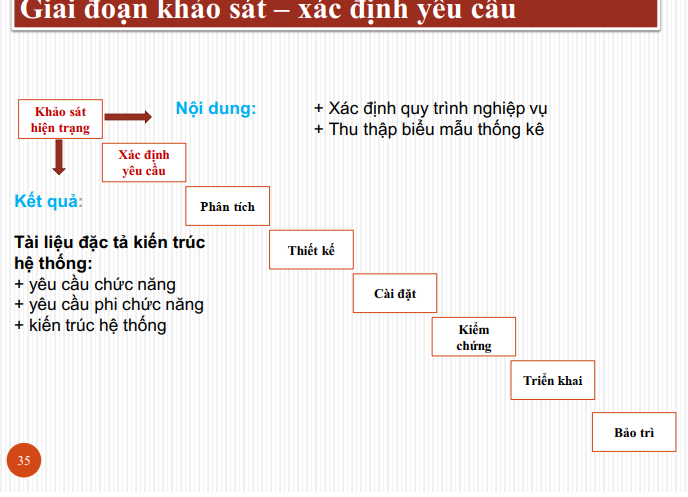 Giai đoạn khảo sát – xác định yêu cầu
Khảo sát
hiện trạng
Nội dung:
+ Xác định quy trình nghiệp vụ
+ Thu thập biểu mẫu thống kê
Xác định
yêu cầu
Kết quả:
Phân tích
Tài liệu đặc tả kiến trúc
hệ thống:
+ yêu cầu chức năng
+ yêu cầu phi chức năng
+ kiến trúc hệ thống
Thiết kế
Cài đặt
Kiểm
chứng
Triển khai
Bảo trì
35